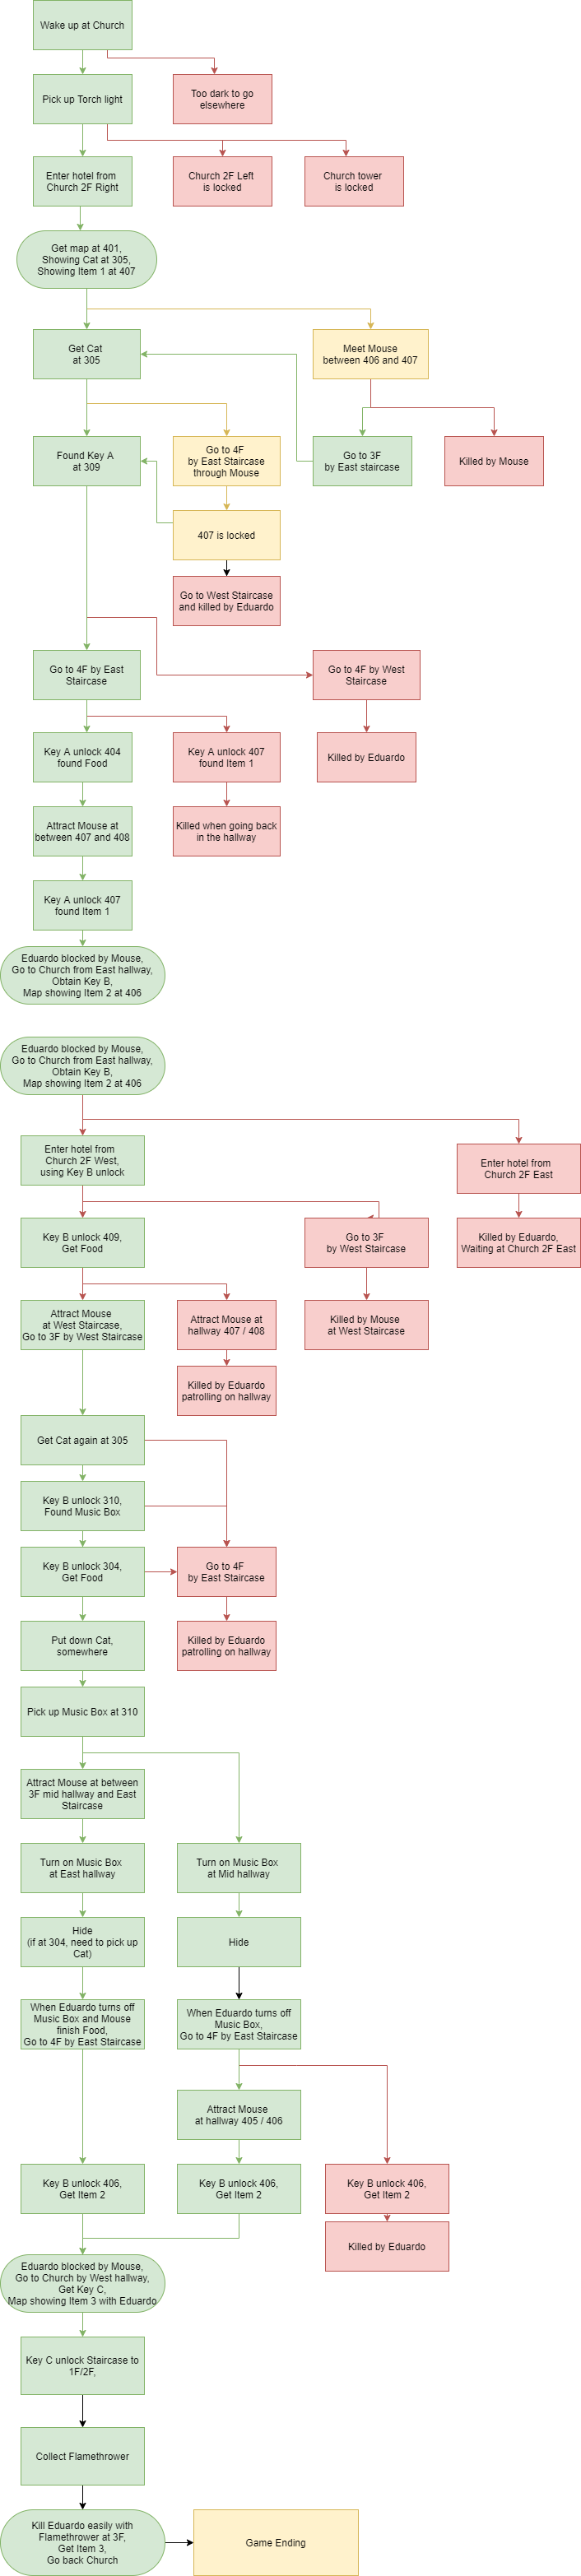 Wake up at Church
Pick up Torch light
Too dark to go
elsewhere
Enter hotel from
Church 2F Right
Church 2F Left
is locked
Church tower
is locked
Get map at 401,
Showing Cat at 305,
Showing Item 1 at 407
Get Cat
at 305
Meet Mouse
between 406 and 407
Found Key A
at 309
Go to 4F
by East Staircase
through Mouse
Go to 3F
by East staircase
Killed by Mouse
407 is locked
Go to West Staircase
and killed by Eduardo
Go to 4F by East
Staircase
Go to 4F by West
Staircase
Key A unlock 404
found Food
Key A unlock 407
found Item 1
Killed by Eduardo
Attract Mouse at
between 407 and 408
Killed when going back
in the hallway
Key A unlock 407
found Item 1
Eduardo blocked by Mouse,
Go to Church from East hallway,
Obtain Key B,
Map showing Item 2 at 406
Eduardo blocked by Mouse,
Go to Church from East hallway,
Obtain Key B,
Map showing Item 2 at 406
Enter hotel from
Church 2F West,
using Key B unlock
Enter hotel from
Church 2F East
Key B unlock 409,
Get Food
Go to 3F
by West Staircase
Killed by Eduardo,
Waiting at Church 2F East
Attract Mouse
at West Staircase,
Go to 3F by West Staircase
Attract Mouse at
hallway 407 / 408
Killed by Mouse
at West Staircase
Killed by Eduardo
patrolling on hallway
Get Cat again at 305
Key B unlock 310,
Found Music Box
Key B unlock 304,
Get Food
Go to 4F
by East Staircase
Put down Cat,
somewhere
Killed by Eduardo
patrolling on hallway
Pick up Music Box at 310
Attract Mouse at between
3F mid hallway and East
Staircase
Turn on Music Box
at East hallway
Turn on Music Box
at Mid hallway
Hide
(if at 304, need to pick up
Cat)
Hide
When Eduardo turns off
Music Box and Mouse
finish Food,
Go to 4F by East Staircase
When Eduardo turns off
Music Box,
Go to 4F by East Staircase
Attract Mouse
at hallway 405 / 406
Key B unlock 406,
Get Item 2
Key B unlock 406,
Get Item 2
Key B unlock 406,
Get Item 2
Killed by Eduardo
Eduardo blocked by Mouse,
Go to Church by West hallway,
Get Key C,
Map showing Item 3 with Eduardo
Key C unlock Staircase to
1F/2F,
Collect Flamethrower
Kill Eduardo easily with
Flamethrower at 3F,
Get Item 3,
Go back Church
Game Ending